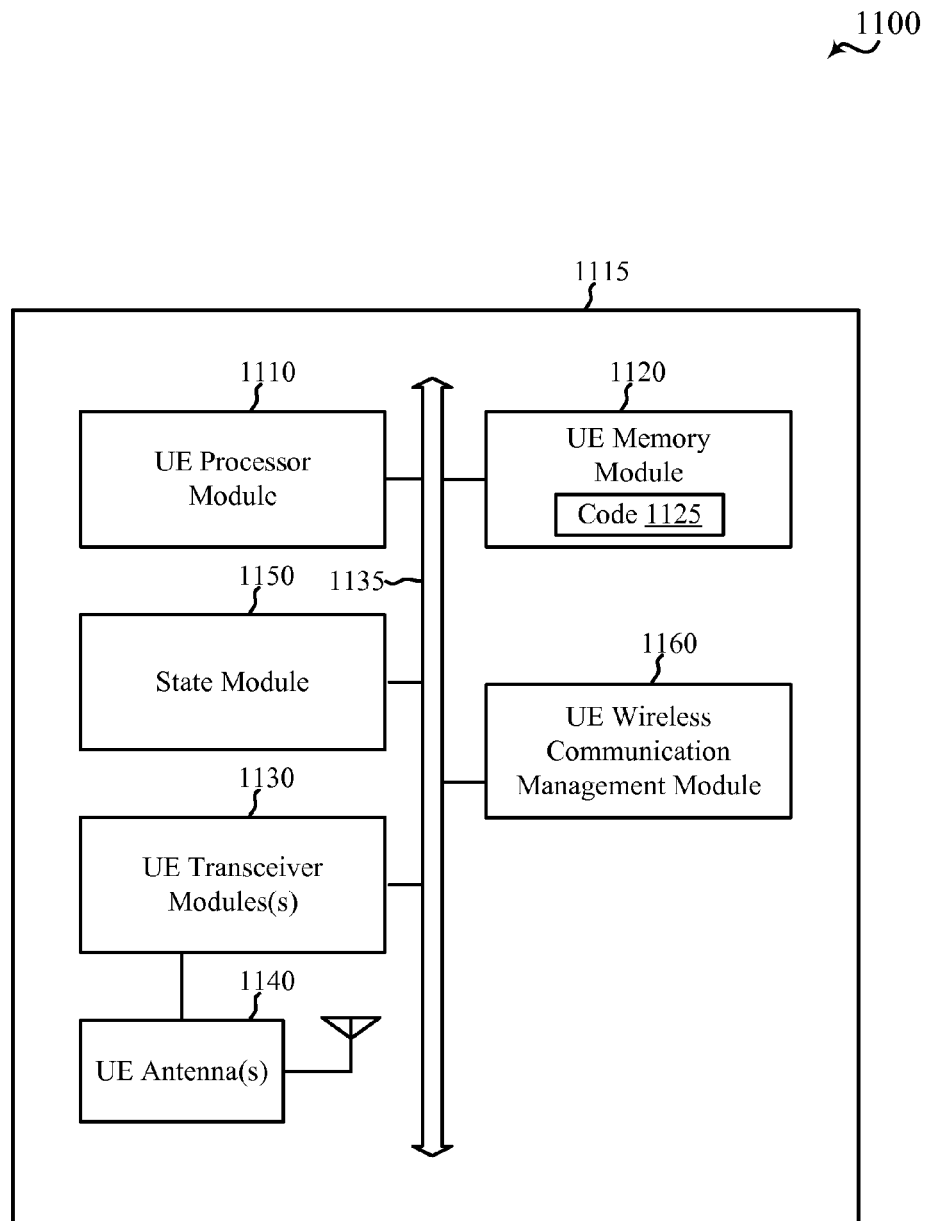 1100
1115
1110
UE Processor
Module
1120
UE Memory
Module
Code 1125
1135
1150
State Module
1160
UE Wireless
Communication
Management Module
1130
UE Transceiver
Modules(s)
1140
UE Antenna(s)